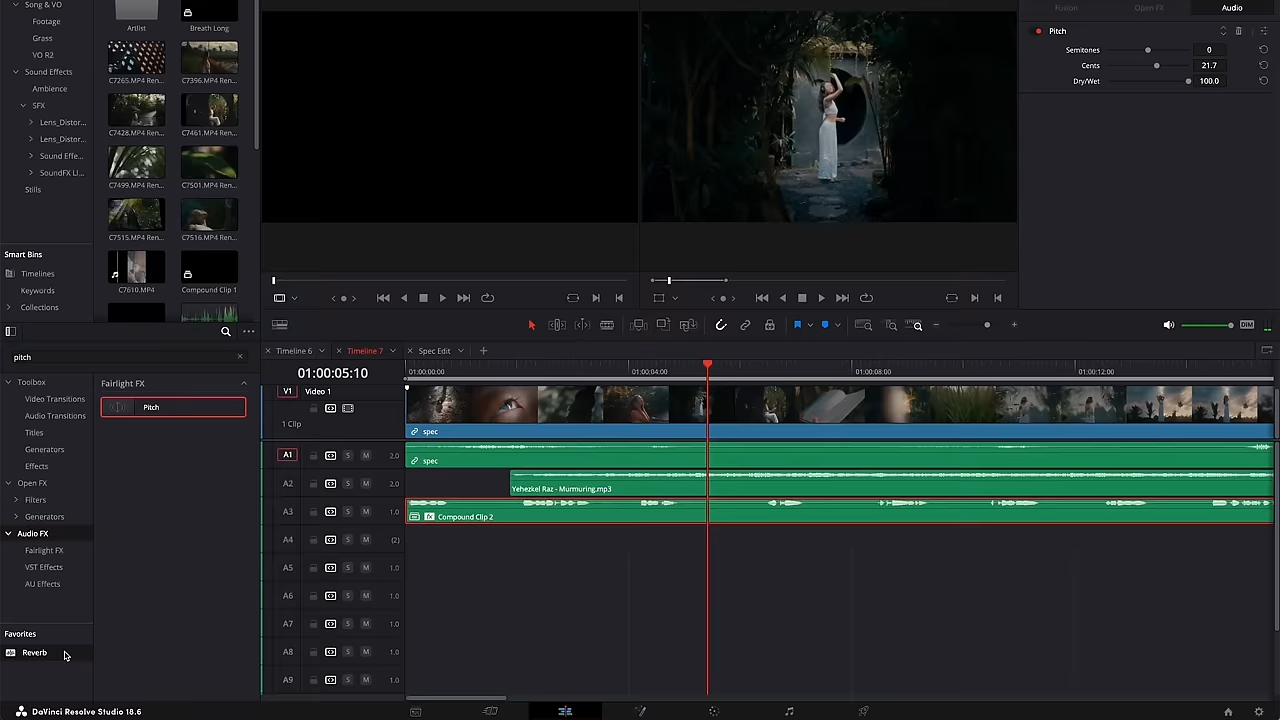 Song & VO
Footage
Grass
VO R2
Sound Effects
Ambience
SFX
Lens_Distor...
Lens_Distor...
Sound Effe...
SoundFX LI...
Stills
Smart Bins
Timelines
Keywords
Collections
Artlist
Breath Long
C7265.MP4 Ren...
C7396.MP4 Ren...
C7428.MP4 Ren...
C7461.MP4 Ren...
C7499.MP4 Ren...
C7501.MP4 Ren...
C7515.MP4 Ren...
C7516.MP4 Ren...
C7610.MP4
Compound Clip 1
Fusion
Open FX
Audio
Pitch
Semitones 0
Cents 21.7
Dry/Wet 100.0
DIM
pitch
Toolbox
Video Transitions
Audio Transitions
Titles
Generators
Effects
Open FX
Filters
Generators
Audio FX
Fairlight FX
VST Effects
AU Effects
Favorites
Reverb
Fairlight FX
Pitch
Timeline 6
Timeline 7
Spec Edit
01:00:05:10
01:00:00:00
01:00:04:00
01:00:08:00
01:00:12:00
V1 Video 1
1 Clip
spec
A1 S M 2.0
spec
A2 S M 2.0
Yehezkel Raz - Murmuring.mp3
A3 S M 1.0
fx Compound Clip 2
A4 S M (2)
A5 S M 1.0
A6 S M 1.0
A7 S M 1.0
A8 S M 1.0
A9 S M 1.0
DaVinci Resolve Studio 18.6